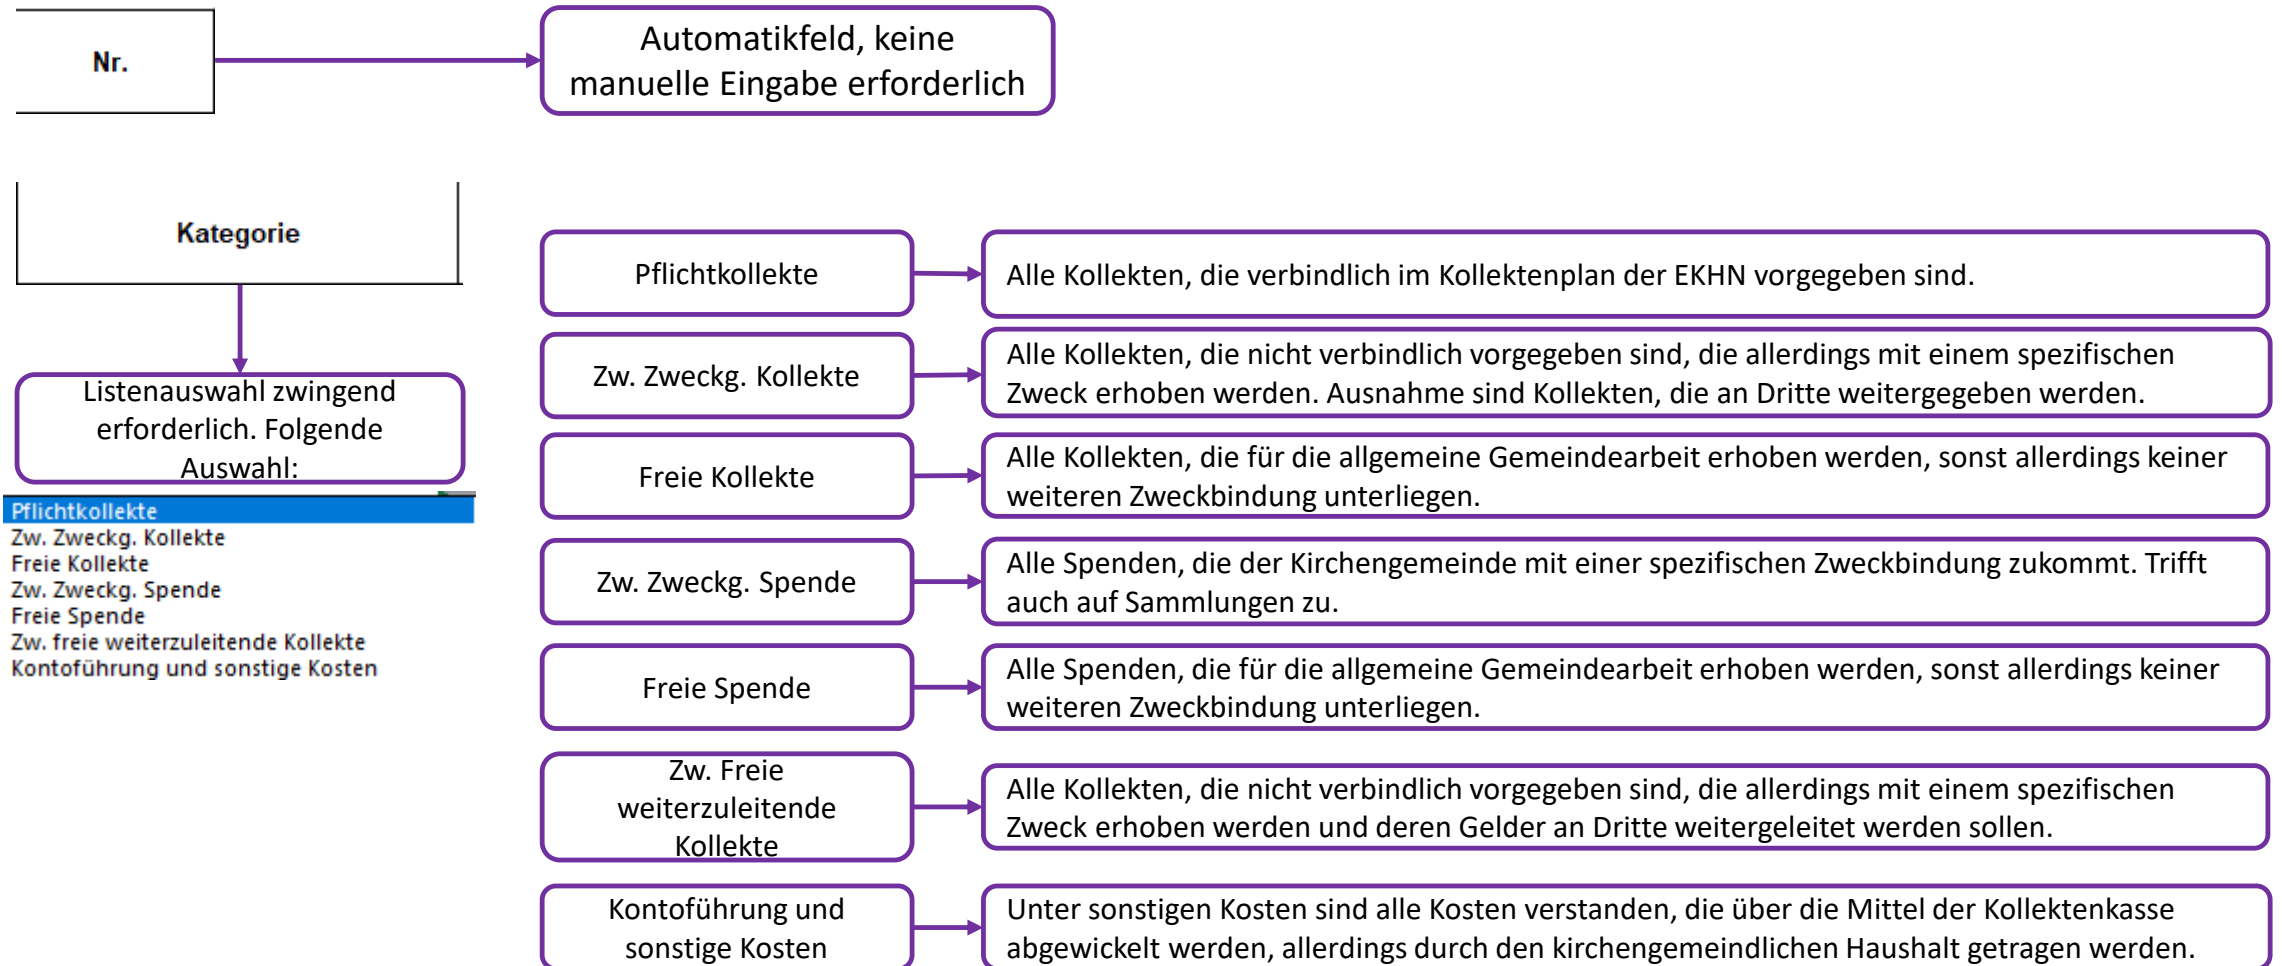 Nr.
Automatikfeld, keine
manuelle Eingabe erforderlich
Kategorie
Listenauswahl zwingend
erforderlich. Folgende
Auswahl:
Pflichtkollekte
Zw. Zweckg. Kollekte
Freie Kollekte
Zw. Zweckg. Spende
Freie Spende
Zw. freie weiterzuleitende Kollekte
Kontoführung und sonstige Kosten
Pflichtkollekte
Alle Kollekten, die verbindlich im Kollektenplan der EKHN vorgegeben sind.
Zw. Zweckg. Kollekte
Alle Kollekten, die nicht verbindlich vorgegeben sind, die allerdings mit einem spezifischen
Zweck erhoben werden. Ausnahme sind Kollekten, die an Dritte weitergegeben werden.
Freie Kollekte
Alle Kollekten, die für die allgemeine Gemeindearbeit erhoben werden, sonst allerdings keiner
weiteren Zweckbindung unterliegen.
Zw. Zweckg. Spende
Alle Spenden, die der Kirchengemeinde mit einer spezifischen Zweckbindung zukommt. Trifft
auch auf Sammlungen zu.
Freie Spende
Alle Spenden, die für die allgemeine Gemeindearbeit erhoben werden, sonst allerdings keiner
weiteren Zweckbindung unterliegen.
Zw. Freie
weiterzuleitende
Kollekte
Alle Kollekten, die nicht verbindlich vorgegeben sind, die allerdings mit einem spezifischen
Zweck erhoben werden und deren Gelder an Dritte weitergeleitet werden sollen.
Kontoführung und
sonstige Kosten
Unter sonstigen Kosten sind alle Kosten verstanden, die über die Mittel der Kollektenkasse
abgewickelt werden, allerdings durch den kirchengemeindlichen Haushalt getragen werden.